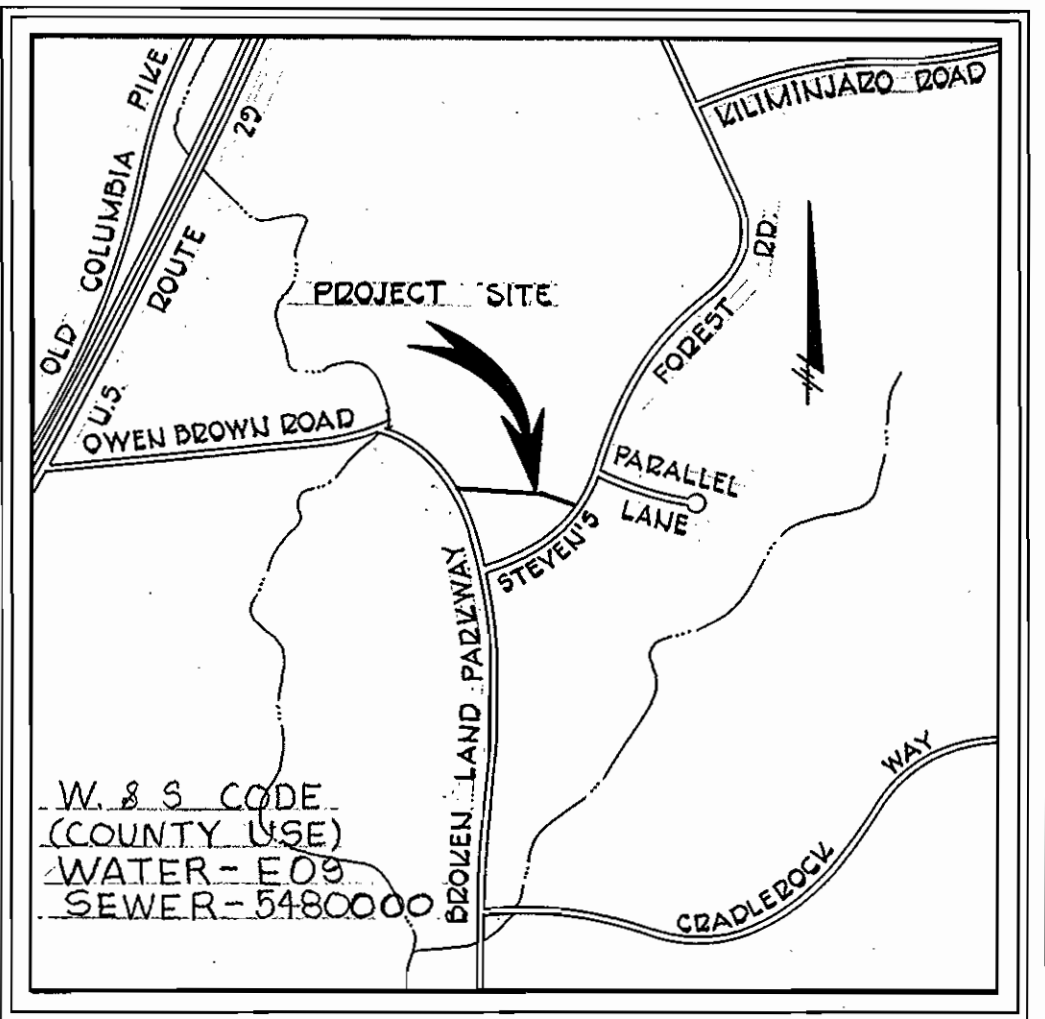 OLD COLUMBIA PIKE
U.S. ROUTE 29
KILIMINJARO ROAD
PROJECT SITE
STEVEN'S FOREST RD.
OWEN BROWN ROAD
PARALLEL
LANE
BROKEN LAND PARKWAY
W. & S CODE
(COUNTY USE)
WATER - E09
SEWER - 5480000
CRADLEROCK WAY